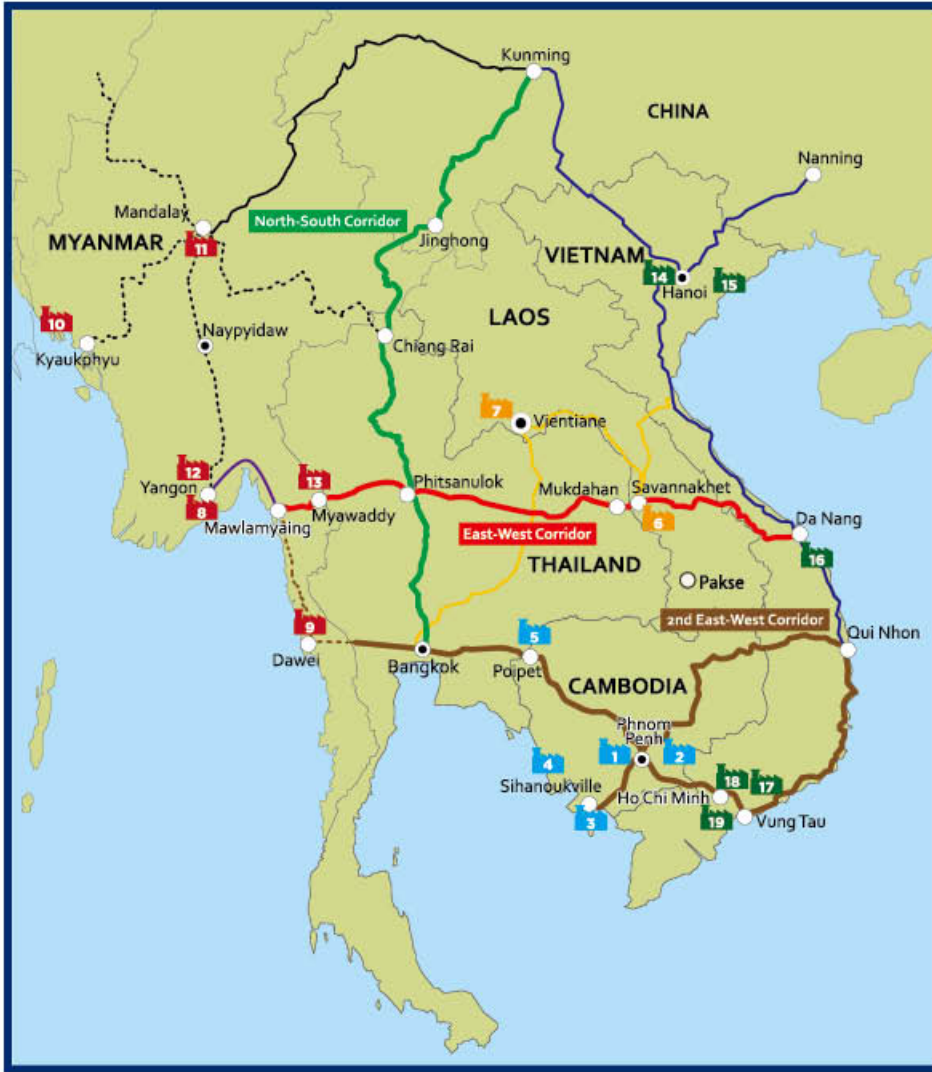 Kunming
CHINA
Nanning
Mandalay
North-South Corridor
MYANMAR
11
Jinghong
VIETNAM
14
Hanoi
15
10
LAOS
Naypyidaw
Chiang Rai
Kyaukphyu
7
Vientiane
12
13
Phitsanulok
Mukdahan
Savannakhet
Yangon
8
Myawaddy
Mawlamyaing
6
Da Nang
East-West Corridor
16
THAILAND
Pakse
9
2nd East-West Corridor
5
Qui Nhon
Dawei
Bangkok
Poipet
CAMBODIA
Phnom
Penh
4
1
2
Sihanoukville
18
17
Ho Chi Minh
3
19
Vung Tau